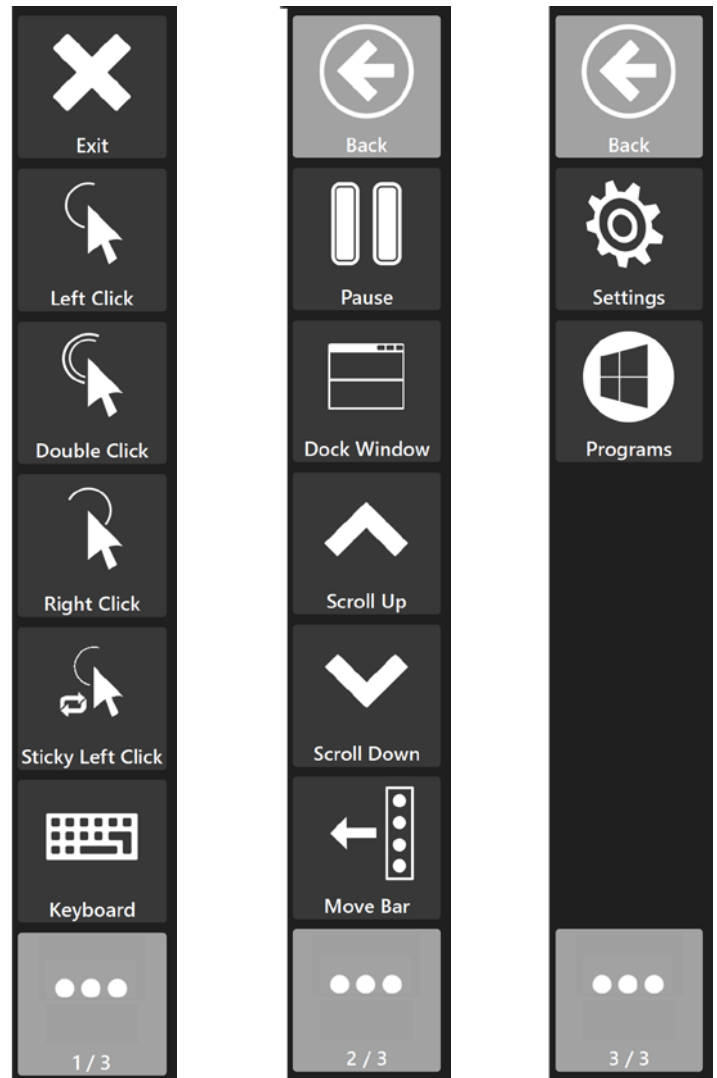 Exit
Left Click
Double Click
Right Click
Sticky Left Click
Keyboard
1 / 3
Back
Pause
Dock Window
Scroll Up
Scroll Down
Move Bar
2 / 3
Back
Settings
Programs
3 / 3